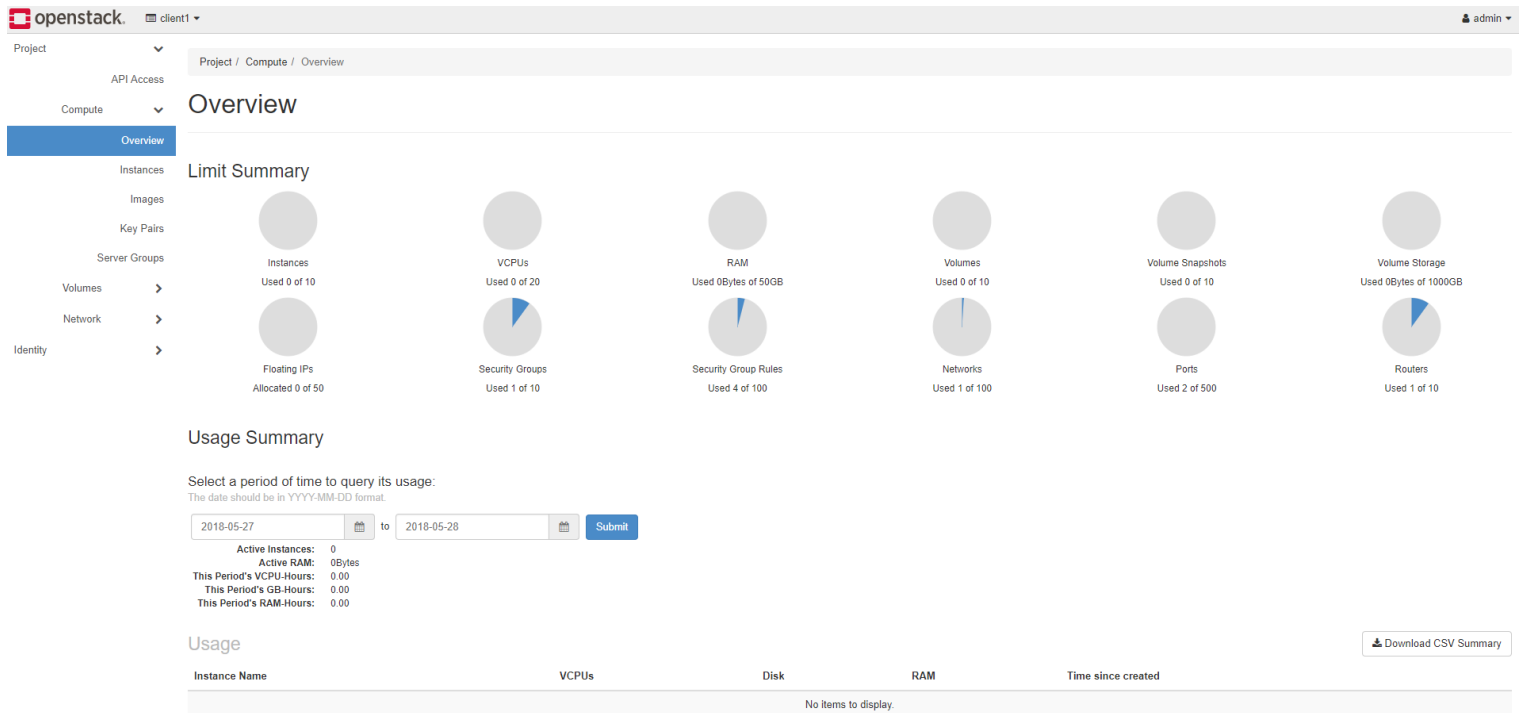 openstack. client1 admin
Project
API Access
Compute
Overview
Instances
Images
Key Pairs
Server Groups
Volumes
Network
Identity
Project / Compute / Overview
Overview
Limit Summary
Instances VCPUs RAM Volumes Volume Snapshots Volume Storage
Used 0 of 10 Used 0 of 20 Used 0Bytes of 50GB Used 0 of 10 Used 0 of 10 Used 0Bytes of 1000GB
Floating IPs Security Groups Security Group Rules Networks Ports Routers
Allocated 0 of 50 Used 1 of 10 Used 4 of 100 Used 1 of 100 Used 2 of 500 Used 1 of 10
Usage Summary
Select a period of time to query its usage:
The date should be in YYYY-MM-DD format.
2018-05-27 to 2018-05-28 Submit
Active Instances: 0
Active RAM: 0Bytes
This Period's VCPU-Hours: 0.00
This Period's GB-Hours: 0.00
This Period's RAM-Hours: 0.00
Usage Download CSV Summary
Instance Name VCPUs Disk RAM Time since created
No items to display.